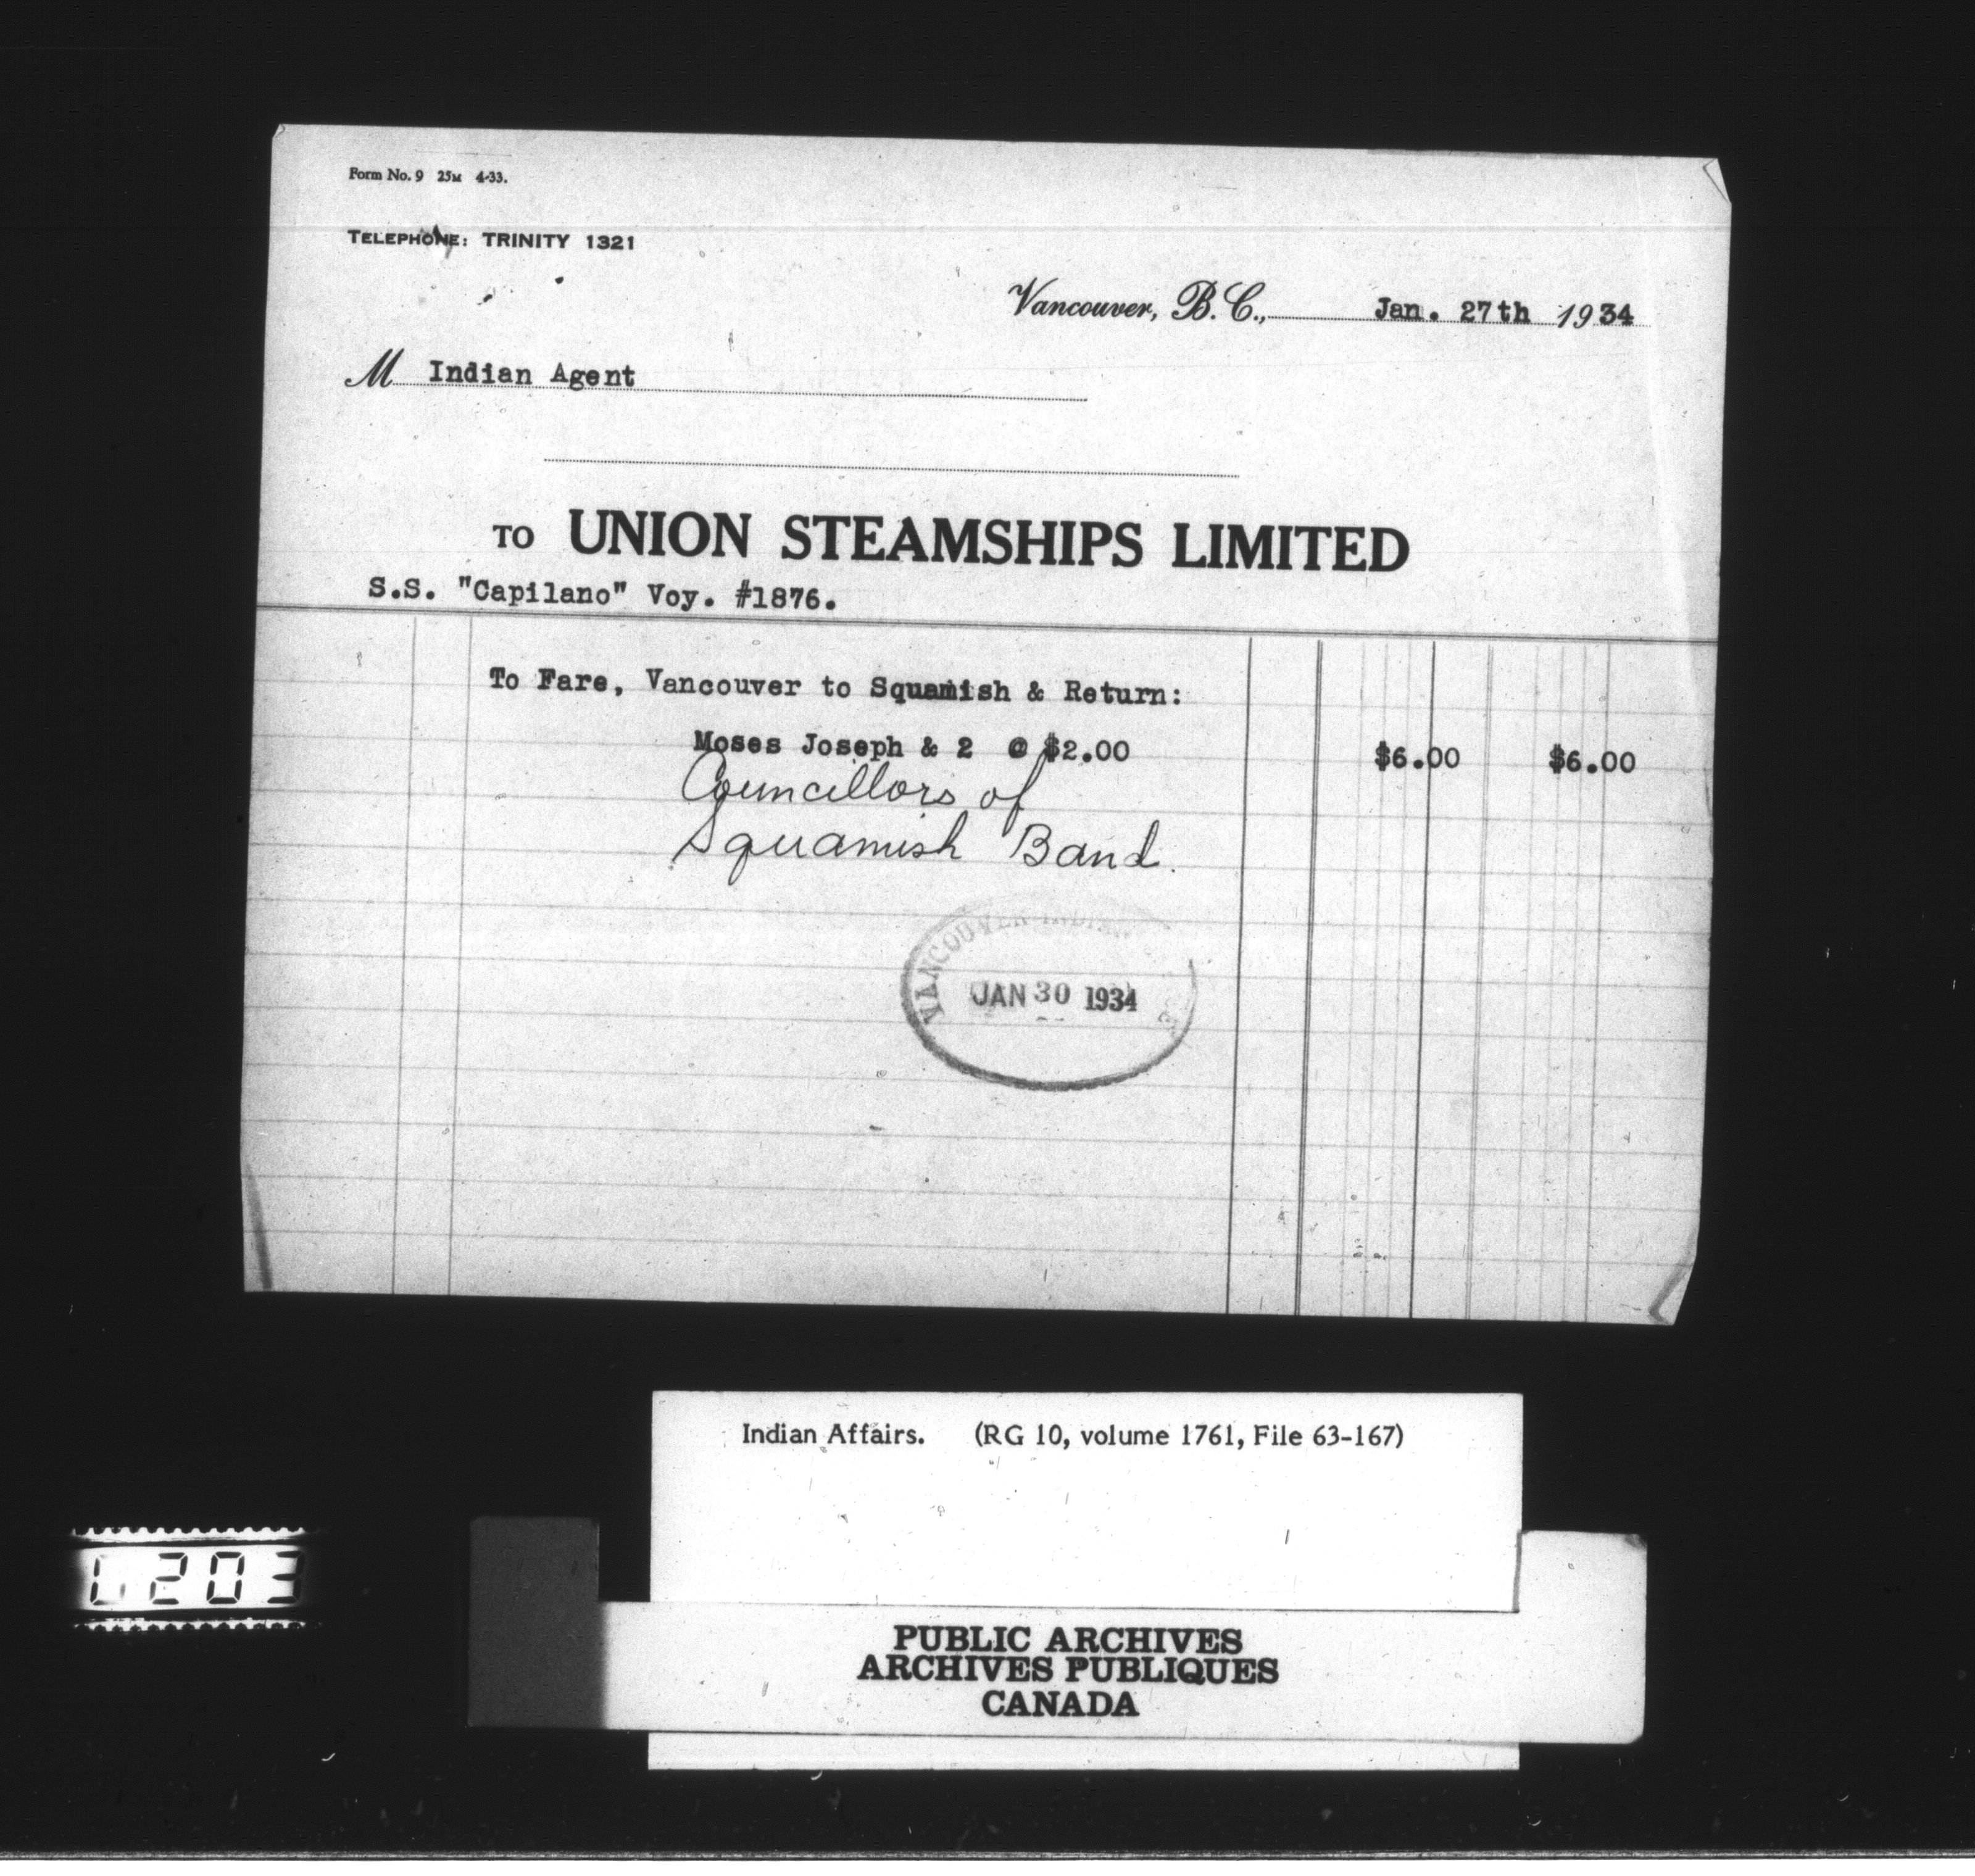 Form No. 9 25M 4-33.
TELEPHONE: TRINITY 1321
Vancouver, B.C., Jan. 27th 1934
M Indian Agent
TO UNION STEAMSHIPS LIMITED
S.S. "Capilano" Voy. #1876.
To Fare, Vancouver to Squamish & Return:
Moses Joseph & 2 @ $2.00 $6.00 $6.00
Councillors of
Squamish Band.
VANCOUVER INDIAN
JAN 30 1934
Indian Affairs. (RG 10, volume 1761, File 63-167)
203
PUBLIC ARCHIVES
ARCHIVES PUBLIQUES
CANADA